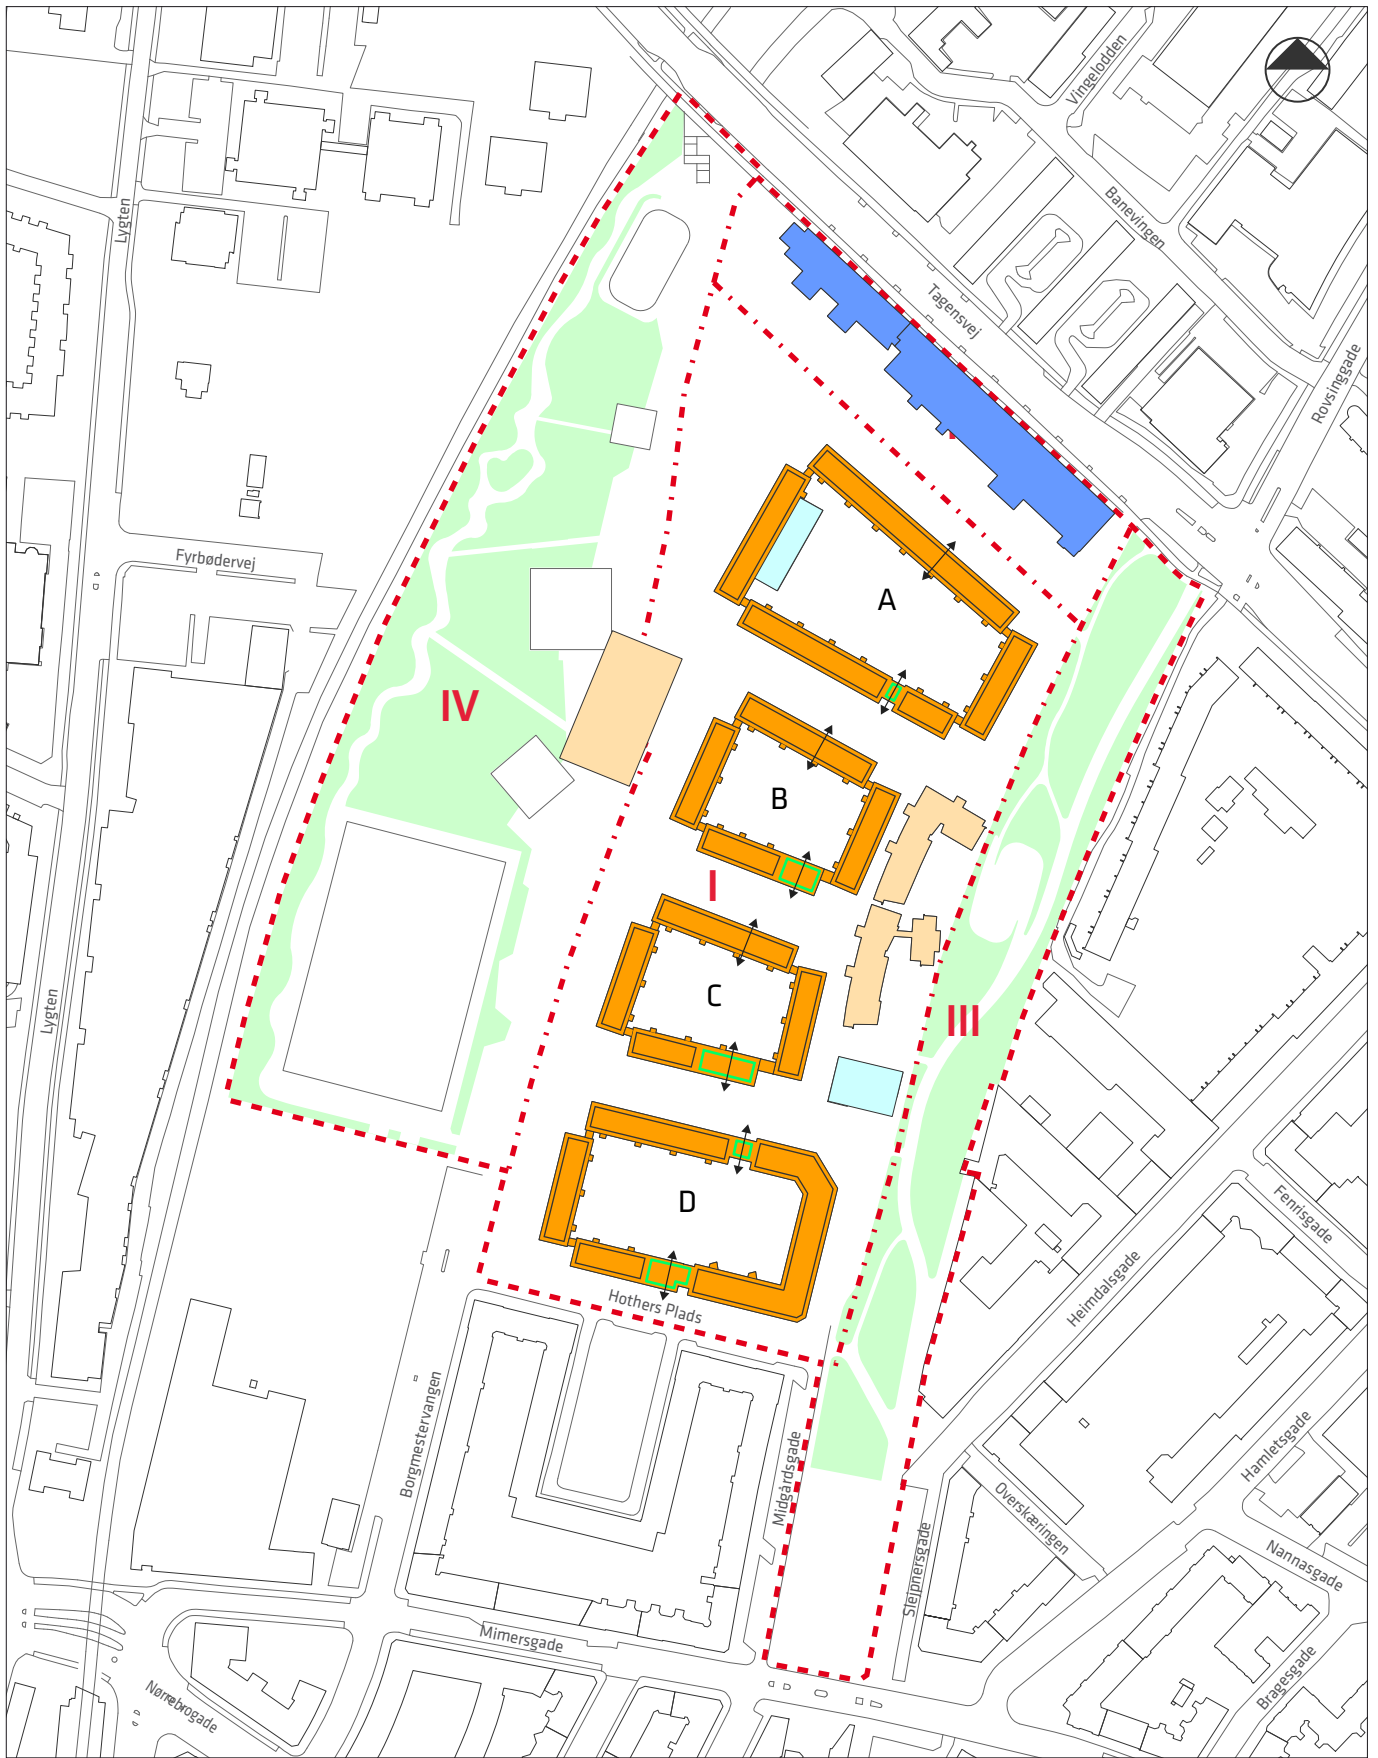 Vingelodden
Banevingen
Lygten
Tagensvej
Rovsinggade
Fyrbødervej
A
IV
B
I
C
Lygten
III
D
Fenrisgade
Heimdalsgade
Hothers Plads
Borgmestervangen
Midgårdsgade
Hamletsgade
Overskæringen
Sleipnersgade
Nannasgade
Mimersgade
Bragesgade
Nørrebrogade